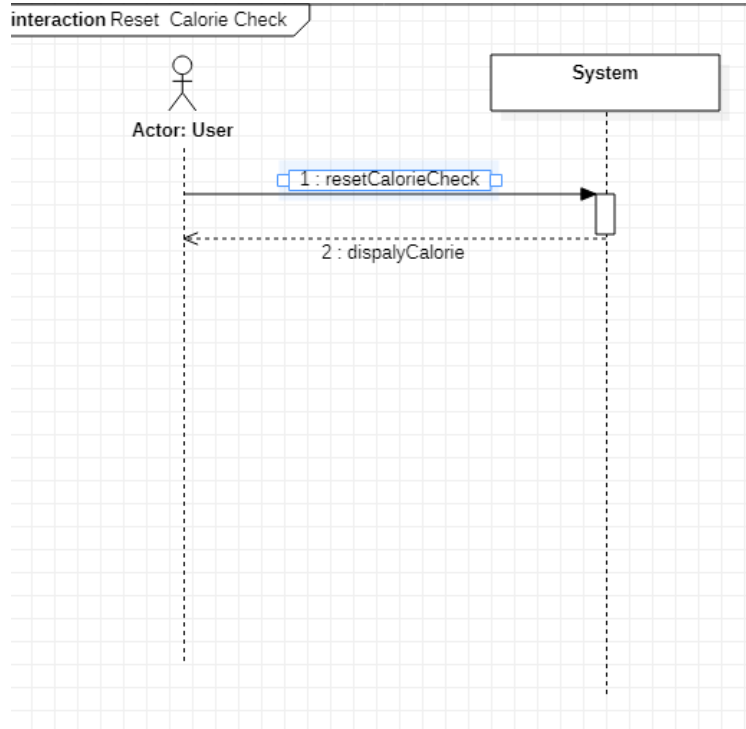 interaction Reset Calorie Check
System
Actor: User
1 : resetCalorieCheck
2 : dispalyCalorie